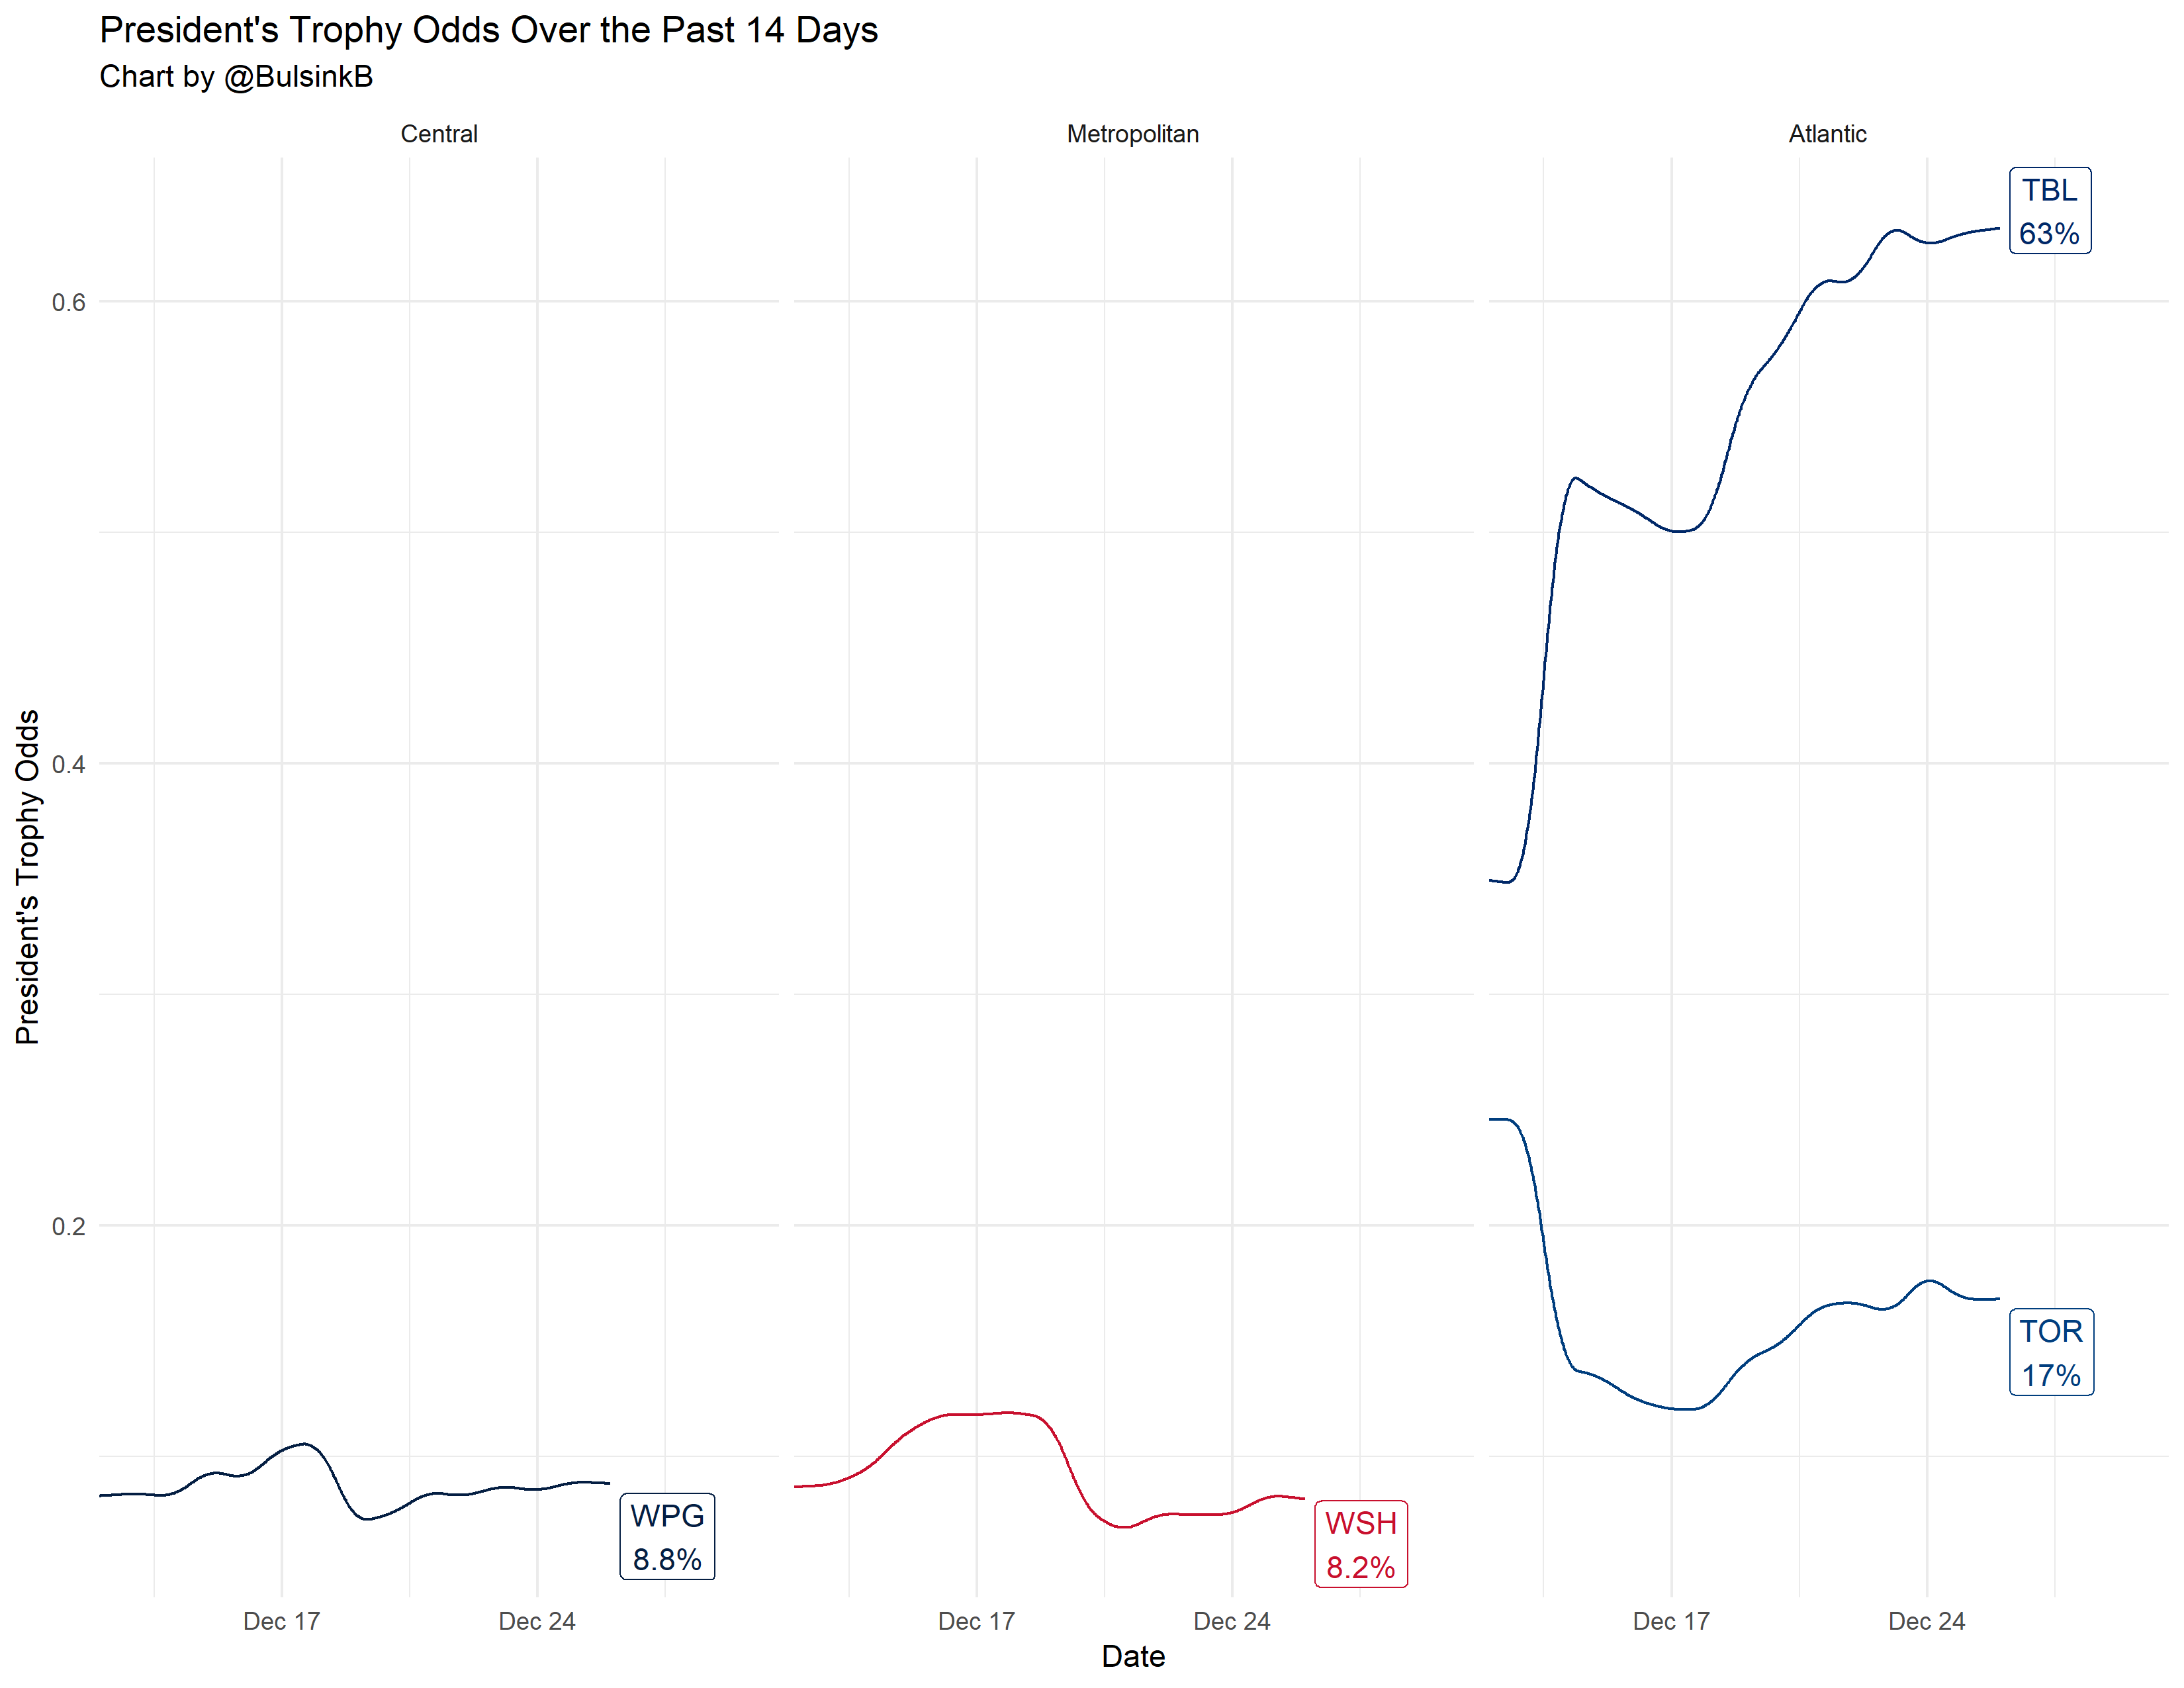 President's Trophy Odds Over the Past 14 Days
Chart by @BulsinkB
Central
Metropolitan
Atlantic
President's Trophy Odds
0.6
0.4
0.2
WPG
8.8%
WSH
8.2%
TBL
63%
TOR
17%
Dec 17
Dec 24
Dec 17
Dec 24
Dec 17
Dec 24
Date